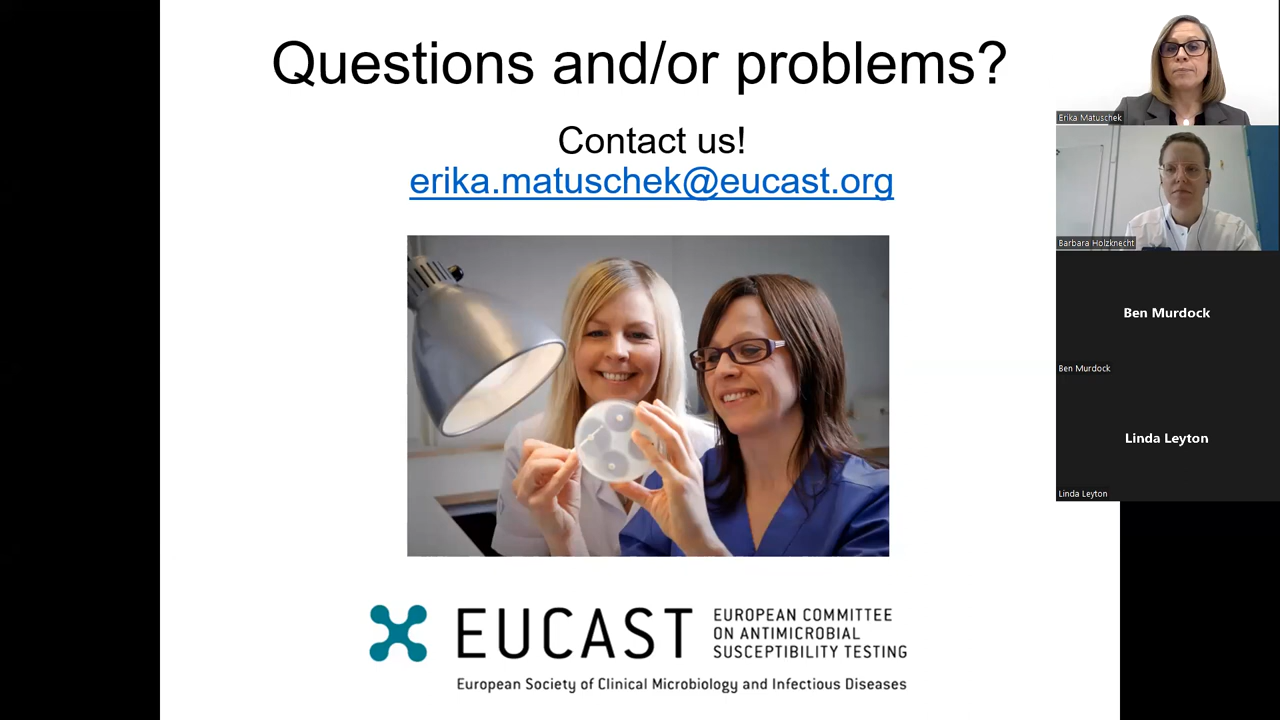 Questions and/or problems?
Contact us!
erika.matuschek@eucast.org
EUCAST
EUROPEAN COMMITTEE
ON ANTIMICROBIAL
SUSCEPTIBILITY TESTING
European Society of Clinical Microbiology and Infectious Diseases
Erika Matuschek
Barbara Holzknecht
Ben Murdock
Ben Murdock
Linda Leyton
Linda Leyton